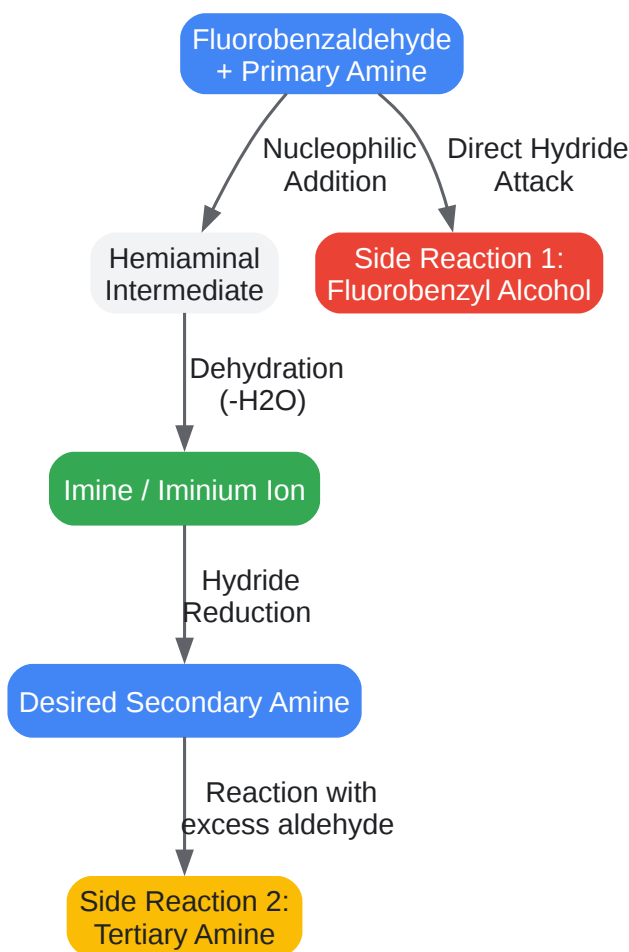 Fluorobenzaldehyde
+ Primary Amine
Nucleophilic
Addition
Direct Hydride
Attack
Hemiaminal
Intermediate
Side Reaction 1:
Fluorobenzyl Alcohol
Dehydration
(-H2O)
Imine / Iminium Ion
Hydride
Reduction
Desired Secondary Amine
Reaction with
excess aldehyde
Side Reaction 2:
Tertiary Amine